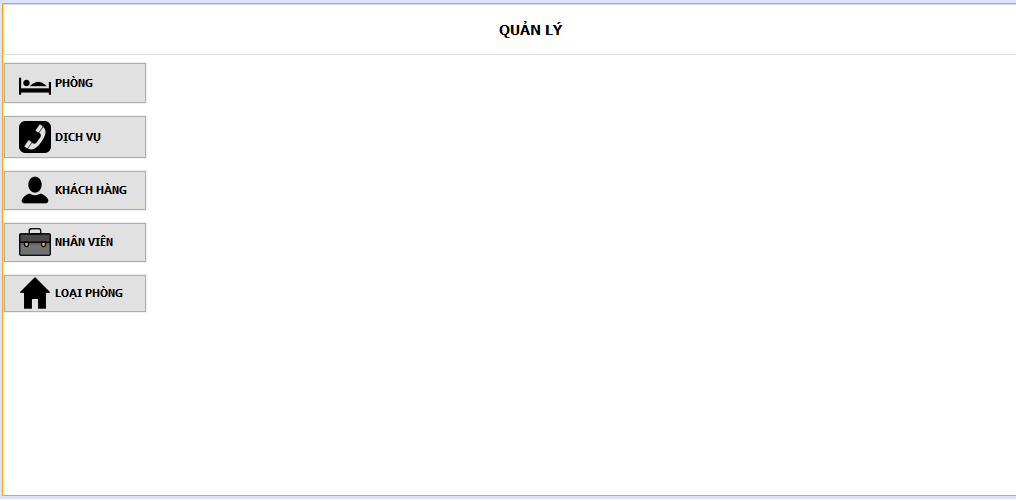 QUẢN LÝ
PHÒNG
DỊCH VỤ
KHÁCH HÀNG
NHÂN VIÊN
LOẠI PHÒNG